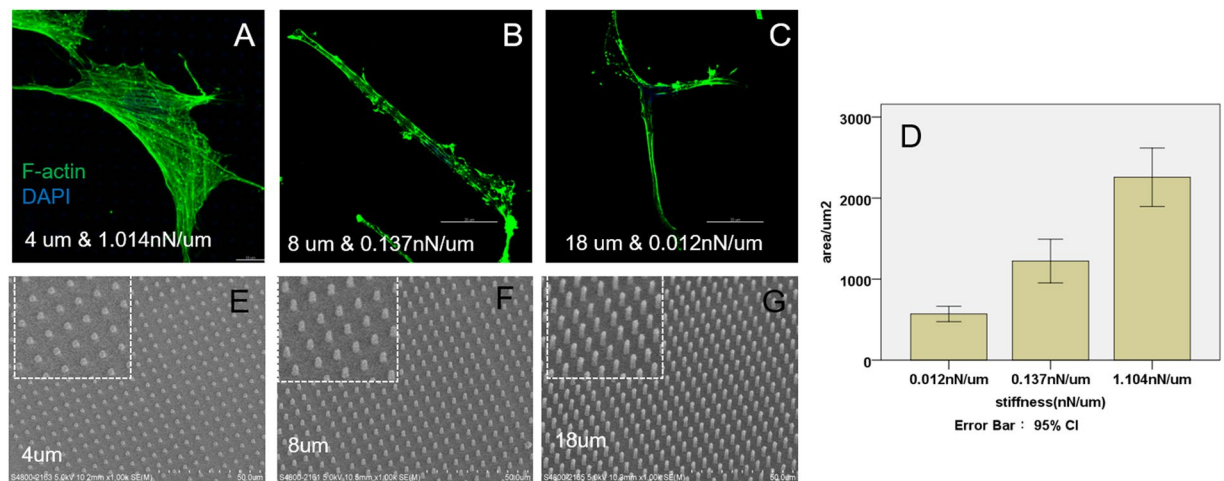 A
F-actin
DAPI
4 um & 1.014nN/um
B
8 um & 0.137nN/um
C
18 um & 0.012nN/um
D
3000
2000
1000
0
area/um2
0.012nN/um 0.137nN/um 1.104nN/um
stiffness(nN/um)
Error Bar : 95% CI
E
4um
50.0um
F
8um
50.0um
G
18um
50.0um